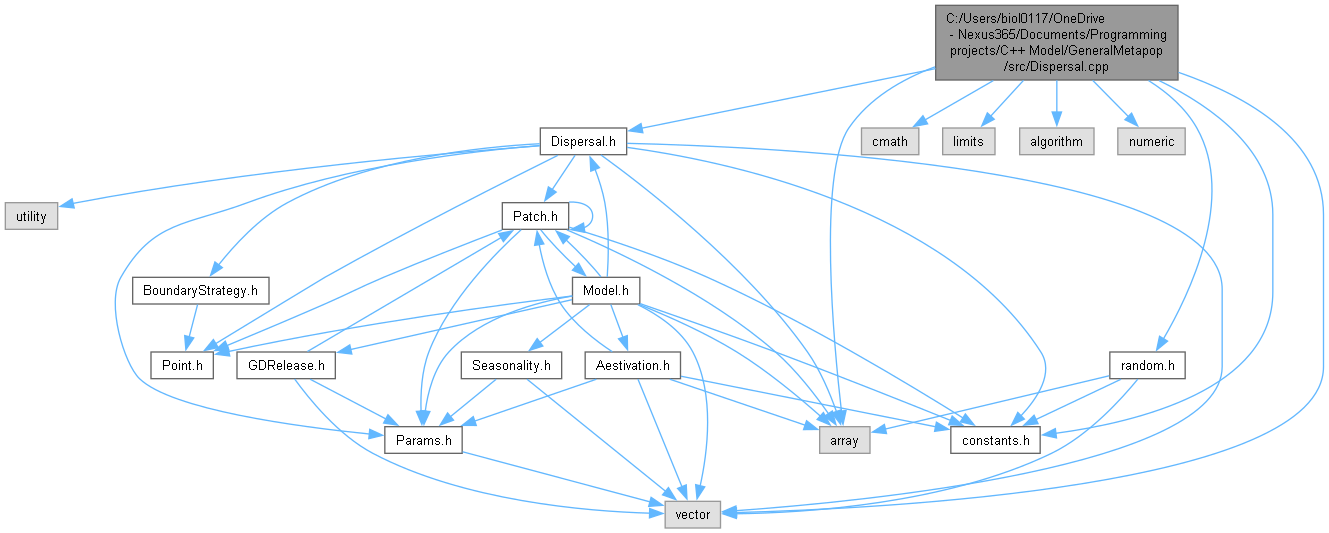 C:/Users/biol0117/OneDrive
- Nexus365/Documents/Programming
projects/C++ Model/GeneralMetapop
/src/Dispersal.cpp
Dispersal.h
cmath
limits
algorithm
numeric
utility
Patch.h
BoundaryStrategy.h
Model.h
Point.h
GDRelease.h
Seasonality.h
Aestivation.h
random.h
Params.h
array
constants.h
vector